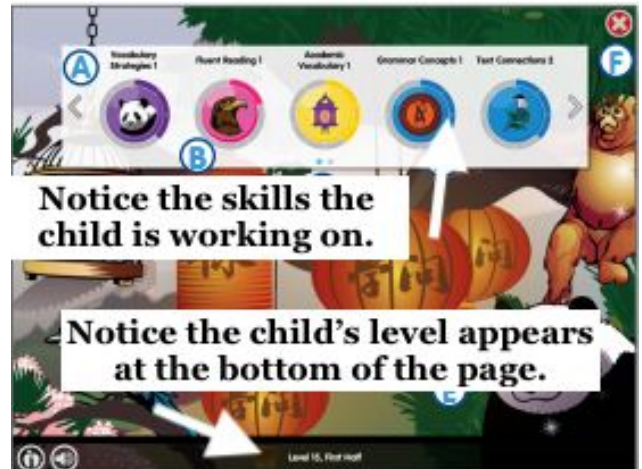 Vocabulary
Strategies 1
Fluent Reading 1
Academic
Vocabulary 1
Grammar Concepts 1
Text Connections 2
A
F
B
Notice the skills the
child is working on.
Notice the child's level appears
at the bottom of the page.
E
Level 15, First Half